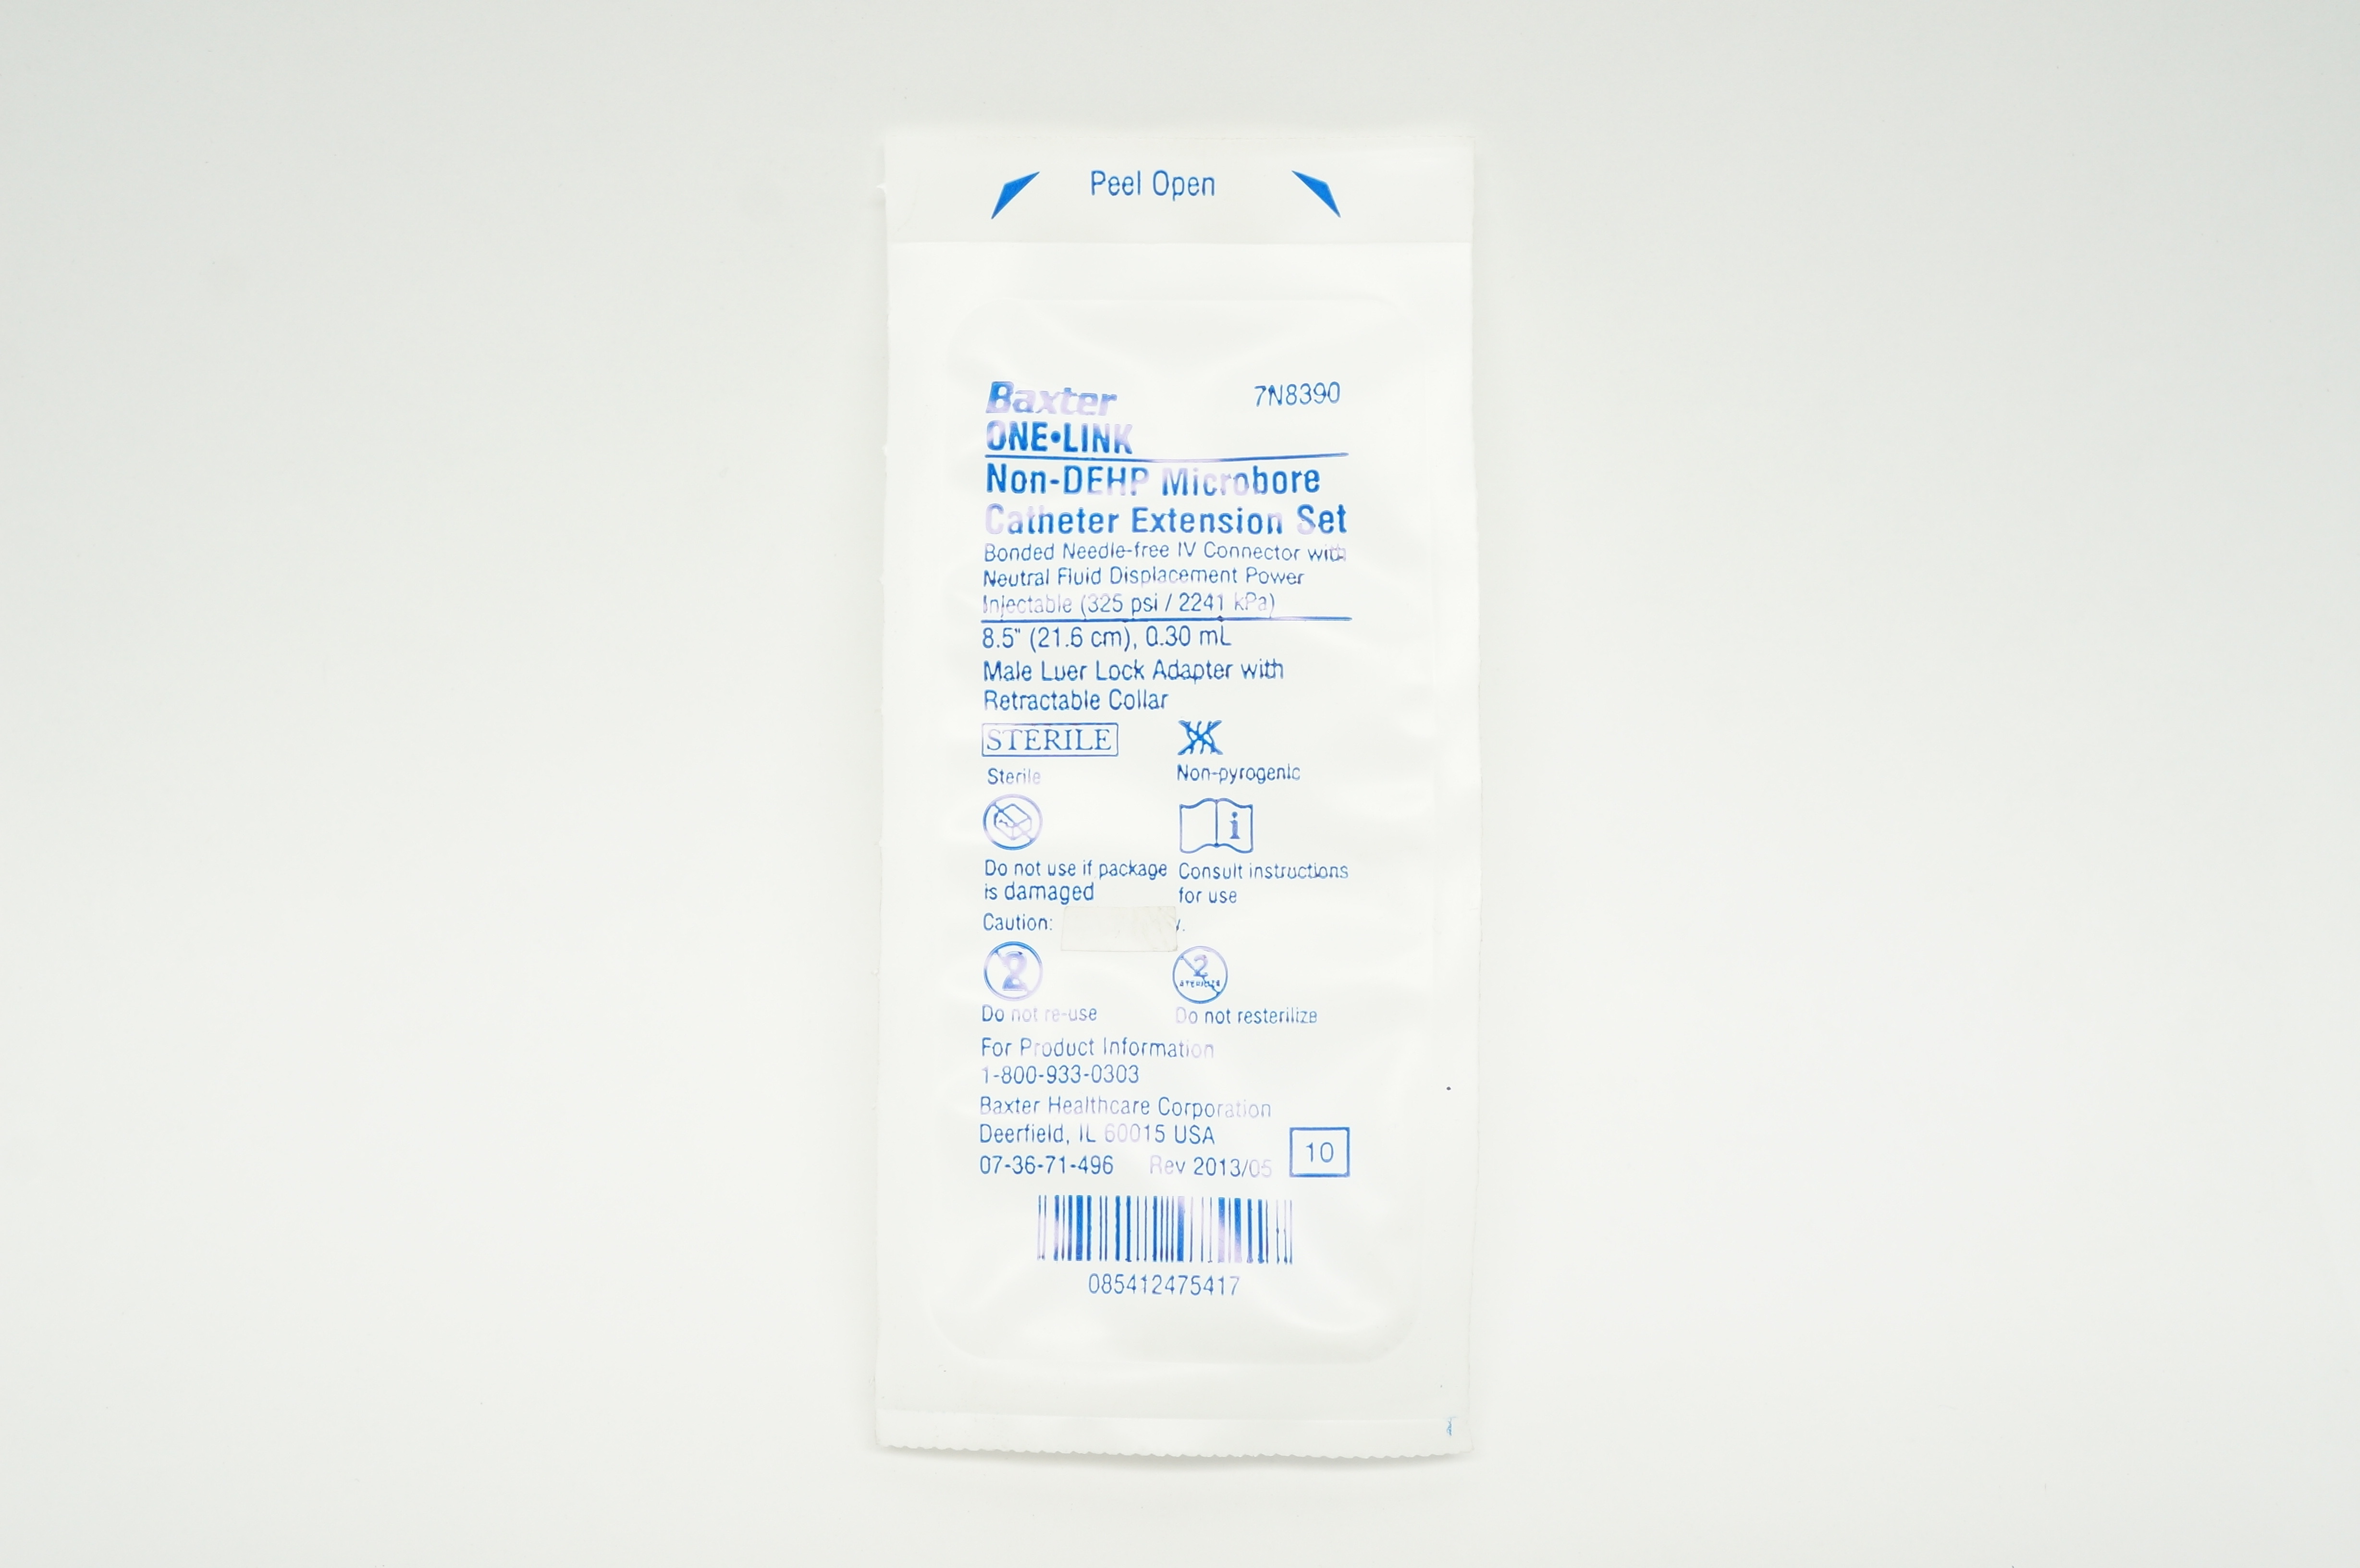 Peel Open
Baxter 7N8390
ONE•LINK
Non-DEHP Microbore
Catheter Extension Set
Bonded Needle-free IV Connector with
Neutral Fluid Displacement Power
Injectable (325 psi / 2241 kPa)
8.5" (21.6 cm), 0.30 mL
Male Luer Lock Adapter with
Retractable Collar
STERILE
Sterile Non-pyrogenic
i
Do not use if package Consult instructions
is damaged for use
Caution:
2 2
STERILIZE
Do not re-use Do not resterilize
For Product Information
1-800-933-0303
Baxter Healthcare Corporation
Deerfield, IL 60015 USA
07-36-71-496 Rev 2013/05 10
085412475417